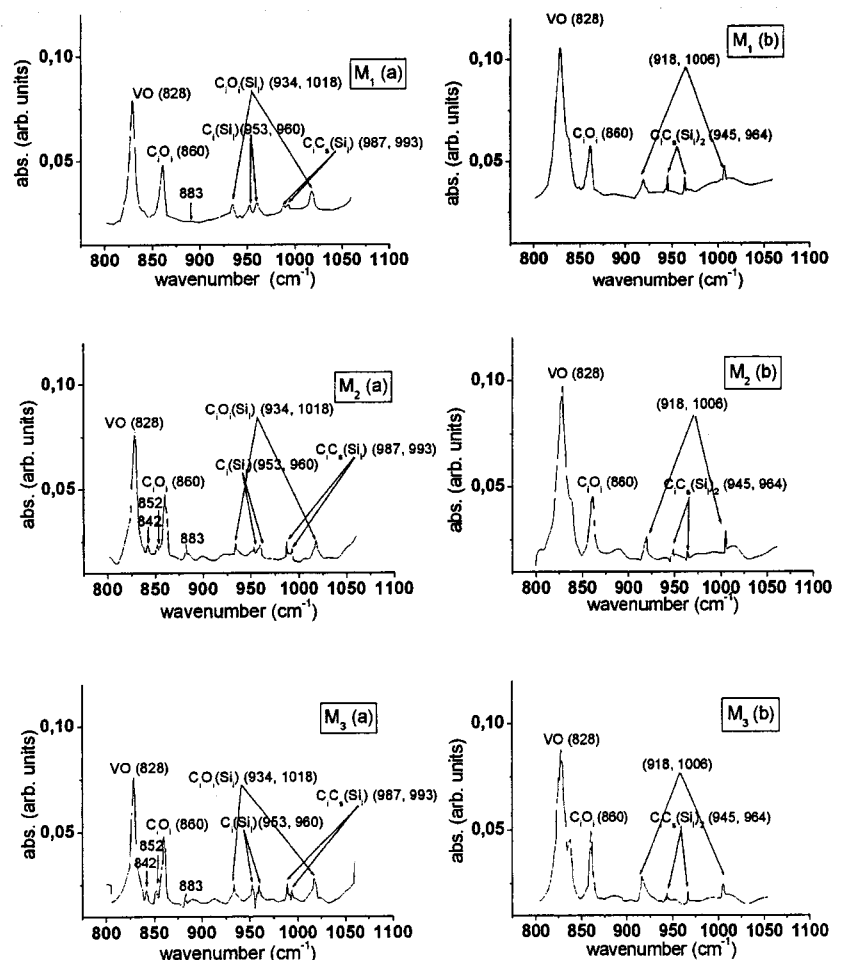 M₁ (a)
abs. (arb. units)
0,10
0,05
VO (828)
CᵢOᵢ (860)
883
CᵢOᵢ(Siᵢ) (934, 1018)
Cᵢ(Siᵢ)(953, 960)
CᵢCₛ(Siᵢ) (987, 993)
800 850 900 950 1000 1050 1100
wavenumber (cm⁻¹)
M₁ (b)
abs. (arb. units)
0,10
0,05
VO (828)
CᵢOᵢ (860)
(918, 1006)
CᵢCₛ(Siᵢ)₂ (945, 964)
800 850 900 950 1000 1050 1100
wavenumber (cm⁻¹)
M₂ (a)
abs. (arb. units)
0,10
0,05
VO (828)
CᵢOᵢ (860)
852
842
883
CᵢOᵢ(Siᵢ) (934, 1018)
Cᵢ(Siᵢ)(953, 960)
CᵢCₛ(Siᵢ) (987, 993)
800 850 900 950 1000 1050 1100
wavenumber (cm⁻¹)
M₂ (b)
abs. (arb. units)
0,10
0,05
VO (828)
CᵢOᵢ (860)
(918, 1006)
CᵢCₛ(Siᵢ)₂ (945, 964)
800 850 900 950 1000 1050 1100
wavenumber (cm⁻¹)
M₃ (a)
abs. (arb. units)
0,10
0,05
VO (828)
CᵢOᵢ (860)
852
842
883
CᵢOᵢ(Siᵢ) (934, 1018)
Cᵢ(Siᵢ)(953, 960)
CᵢCₛ(Siᵢ) (987, 993)
800 850 900 950 1000 1050 1100
wavenumber (cm⁻¹)
M₃ (b)
abs. (arb. units)
0,10
0,05
VO (828)
CᵢOᵢ (860)
(918, 1006)
CᵢCₛ(Siᵢ)₂ (945, 964)
800 850 900 950 1000 1050 1100
wavenumber (cm⁻¹)